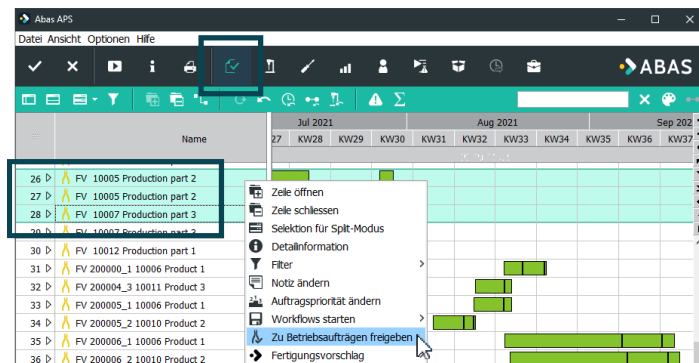 Abas APS
Datei Ansicht Optionen Hilfe
ABAS
Jul 2021 Aug 2021 Sep 202
Name 27 KW28 KW29 KW30 KW31 KW32 KW33 KW34 KW35 KW36 KW37
26 FV 10005 Production part 2
27 FV 10005 Production part 2
28 FV 10007 Production part 3
29 FV 10007 Production part 3
30 FV 10012 Production part 1
31 FV 200000_1 10006 Product 1
32 FV 200004_3 10011 Product 3
33 FV 200005_1 10006 Product 1
34 FV 200005_2 10010 Product 2
35 FV 200006_1 10006 Product 1
36 FV 200006_2 10010 Product 2
Zeile öffnen
Zeile schliessen
Selektion für Split-Modus
Detailinformation
Filter
Notiz ändern
Auftragspriorität ändern
Workflows starten
Zu Betriebsaufträgen freigeben
Fertigungsvorschlag